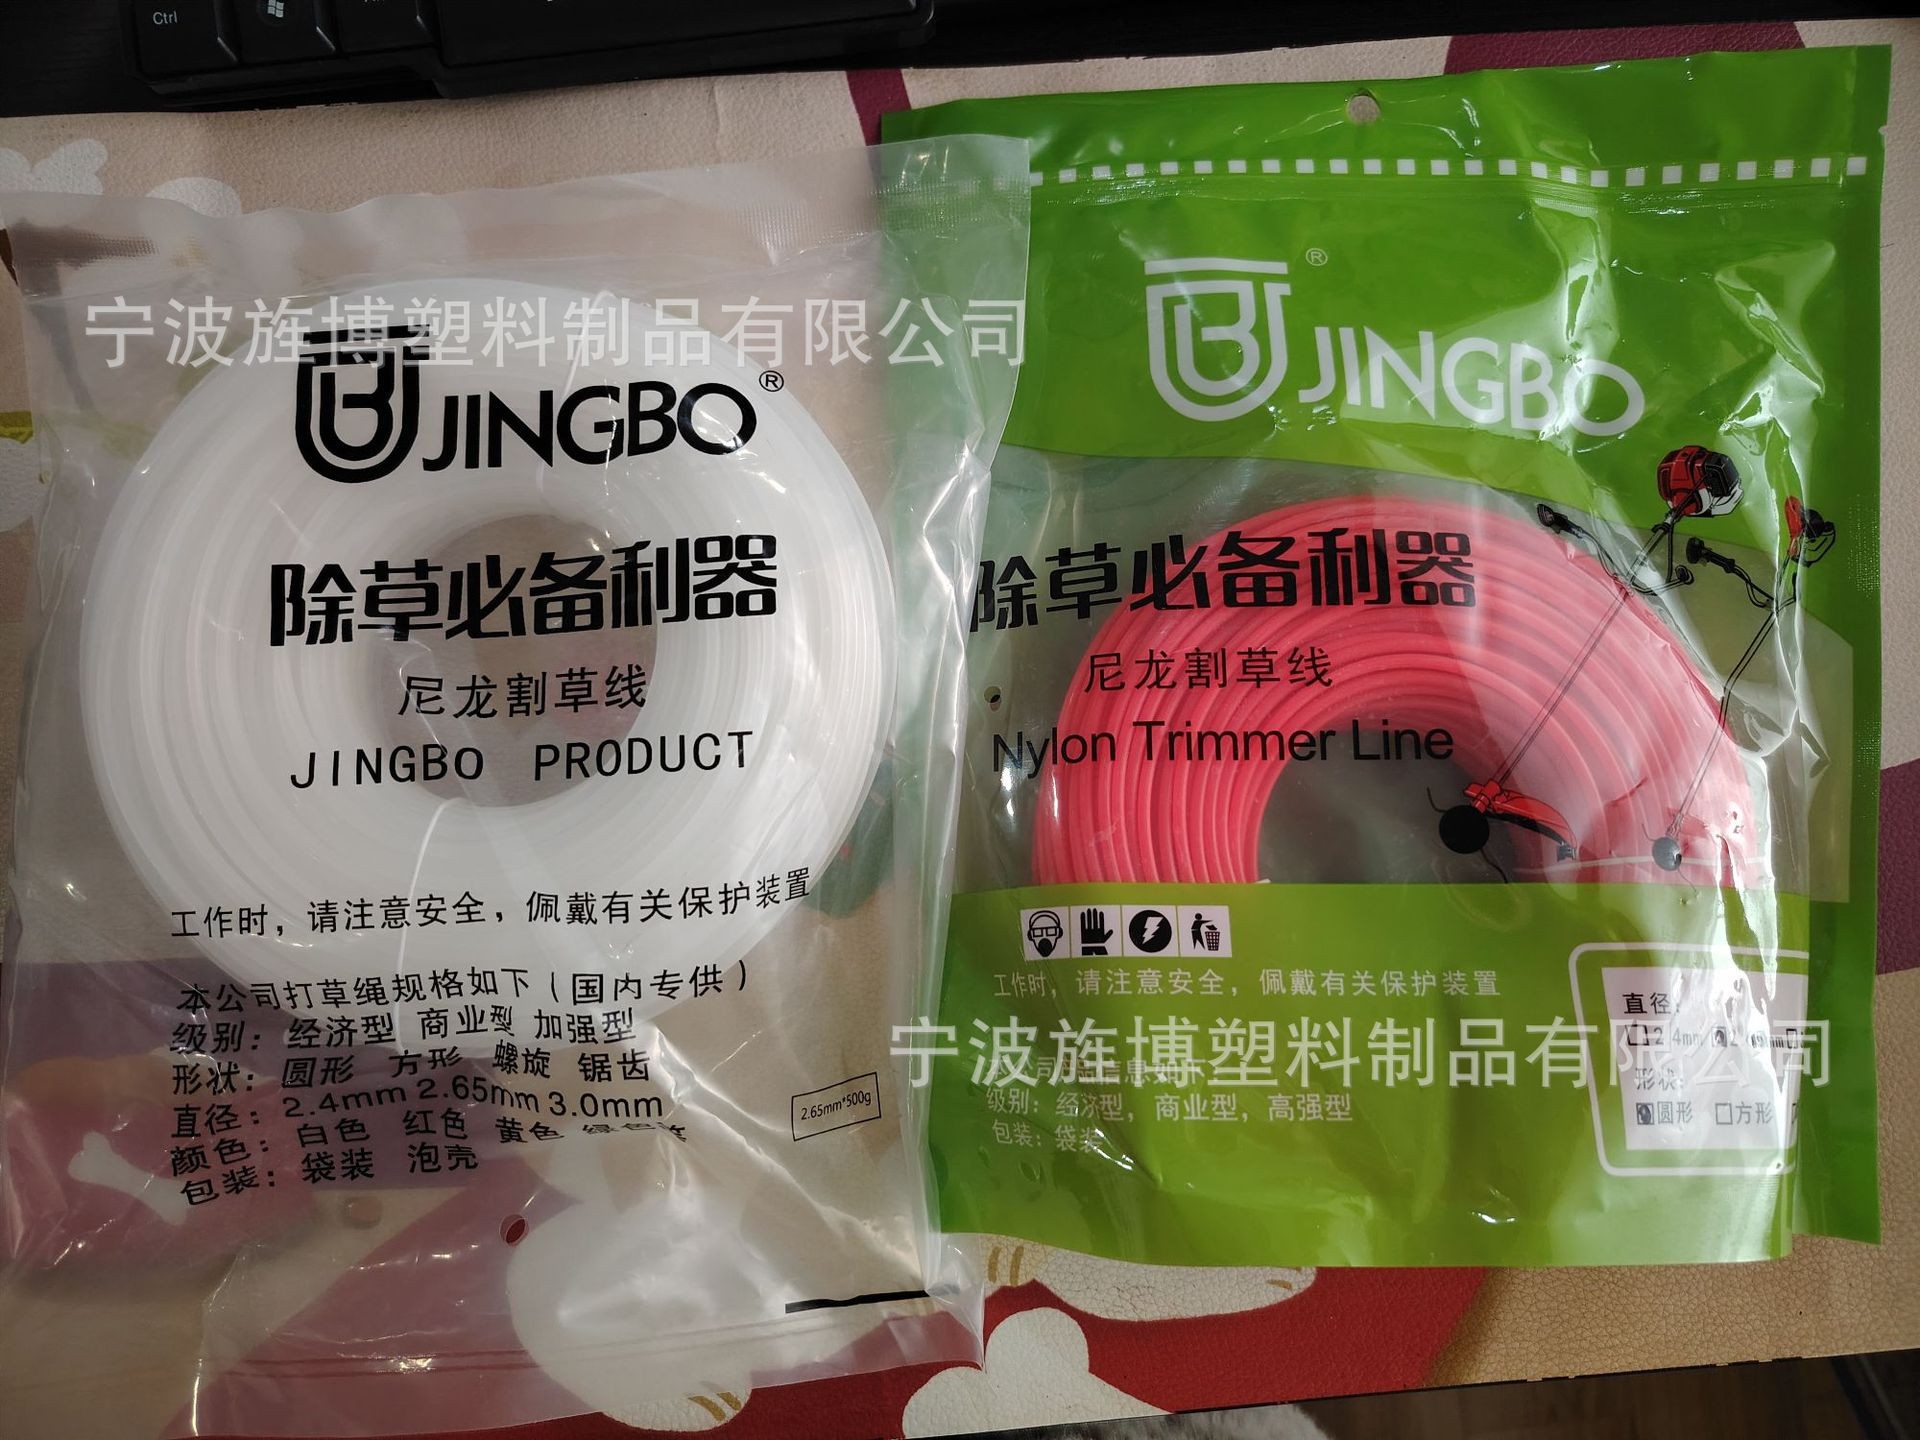 Ctrl
宁波旌博塑料制品有限公司
JINGBO®
除草必备利器
尼龙割草线
JINGBO PRODUCT
工作时，请注意安全，佩戴有关保护装置
本公司打草绳规格如下（国内专供）
级别：经济型 商业型 加强型
形状：圆形 方形 螺旋 锯齿
直径：2.4mm 2.65mm 3.0mm
颜色：白色 红色 黄色 绿色
包装：袋装 泡壳
2.65mm*500g
®
JINGBO
除草必备利器
尼龙割草线
Nylon Trimmer Line
工作时，请注意安全，佩戴有关保护装置
宁波旌博塑料制品有限公司
级别：经济型，商业型，高强型
包装：袋装
直径：
2.4mm
形状：
圆形 方形